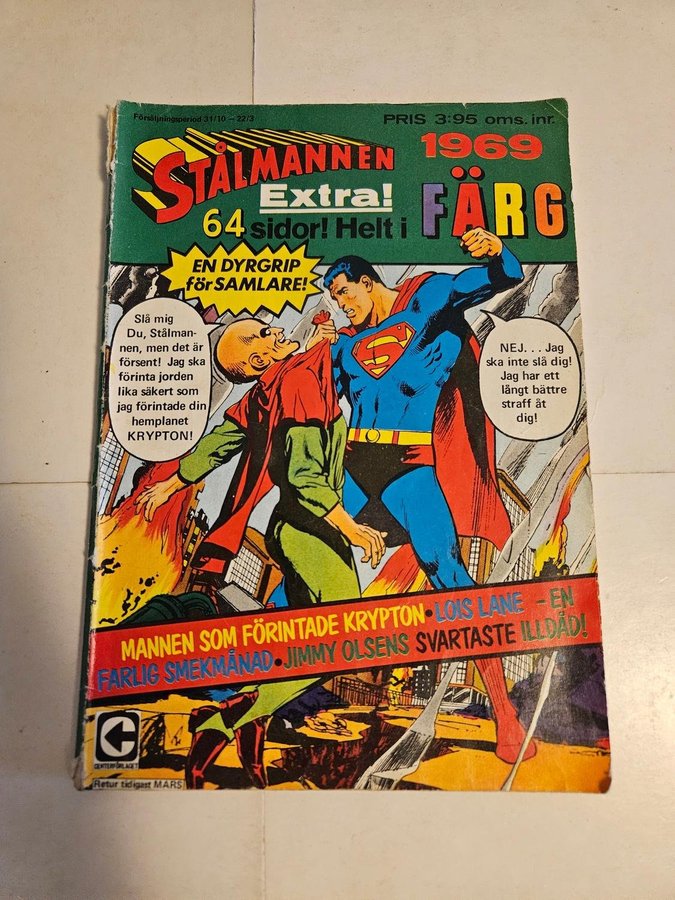 Försäljningsperiod 31/10 – 22/3
PRIS 3:95 oms. inr.
STÅLMANNEN
1969
Extra!
64 sidor! Helt i FÄRG
EN DYRGRIP
för SAMLARE!
Slå mig
Du, Stålman-
nen, men det är
försent! Jag ska
förinta jorden
lika säkert som
jag förintade din
hemplanet
KRYPTON!
NEJ. . . Jag
ska inte slå dig!
Jag har ett
långt bättre
straff åt
dig!
S
MANNEN SOM FÖRINTADE KRYPTON • LOIS LANE – EN
FARLIG SMEKMÅNAD • JIMMY OLSENS SVARTASTE ILLDÅD!
C
CENTERFÖRLAGET
Retur tidigast MARS